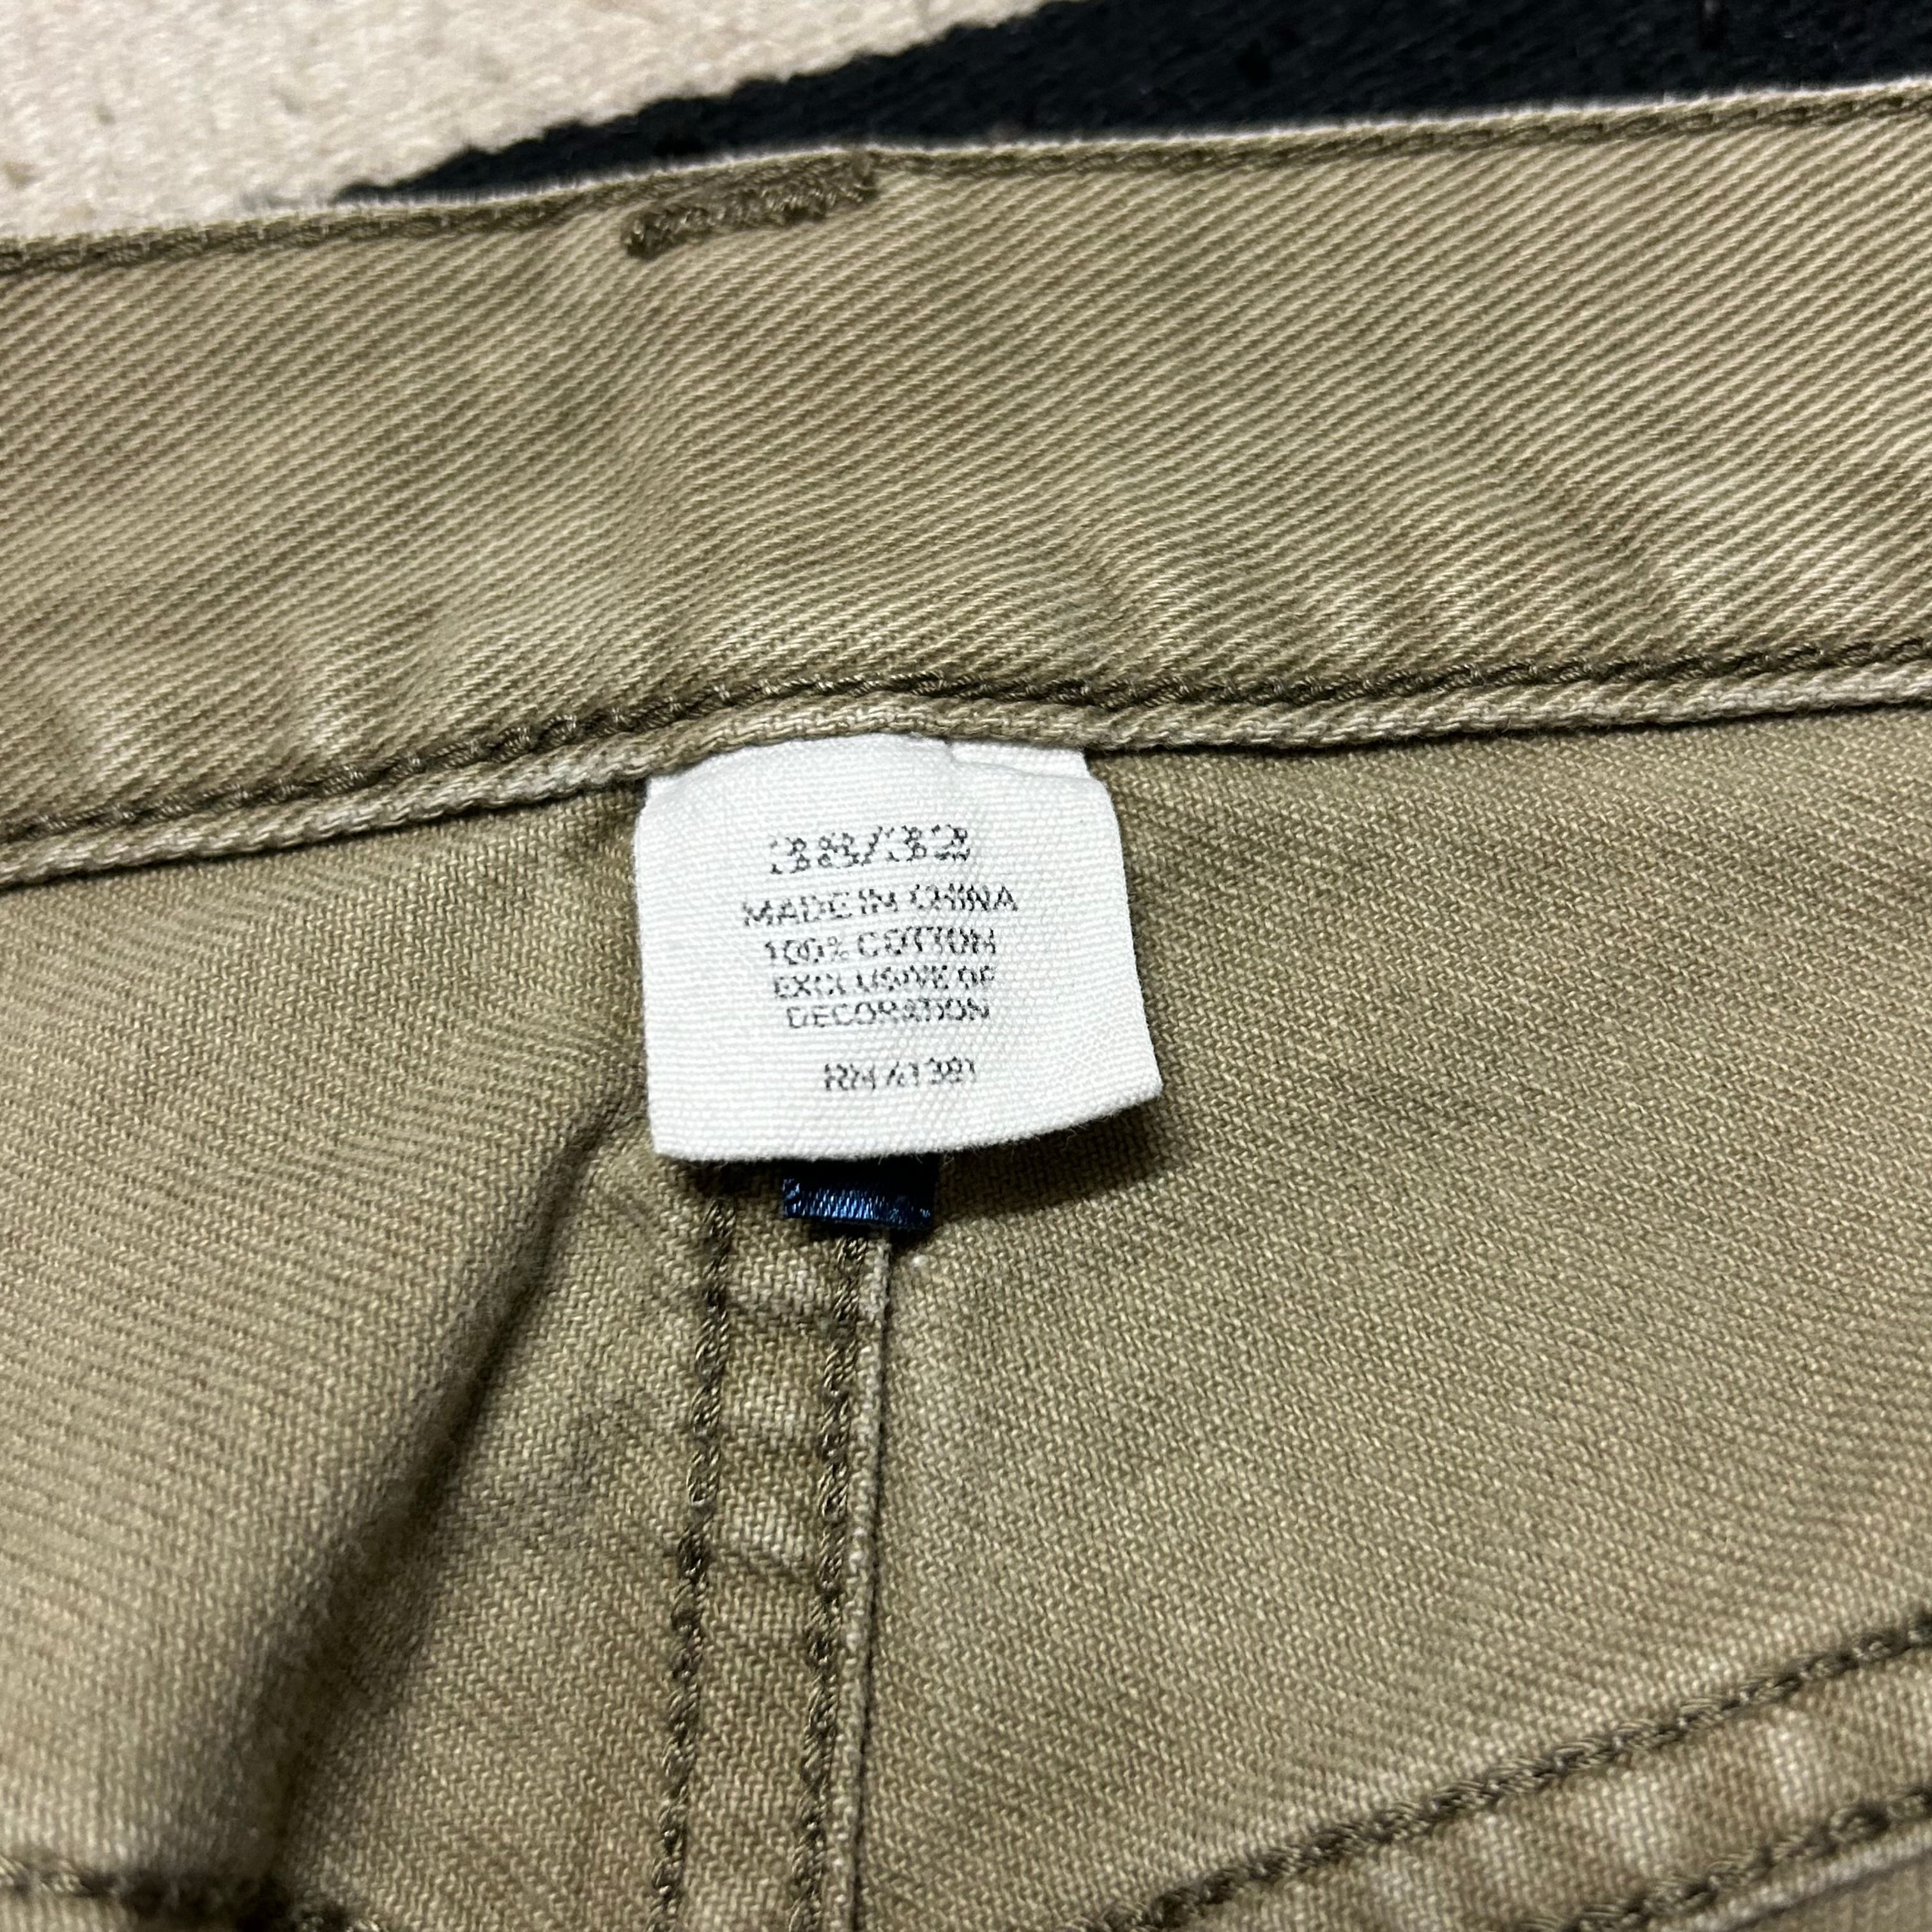 38/32
MADE IN CHINA
100% COTTON
EXCLUSIVE OF
DECORATION
RN 41381